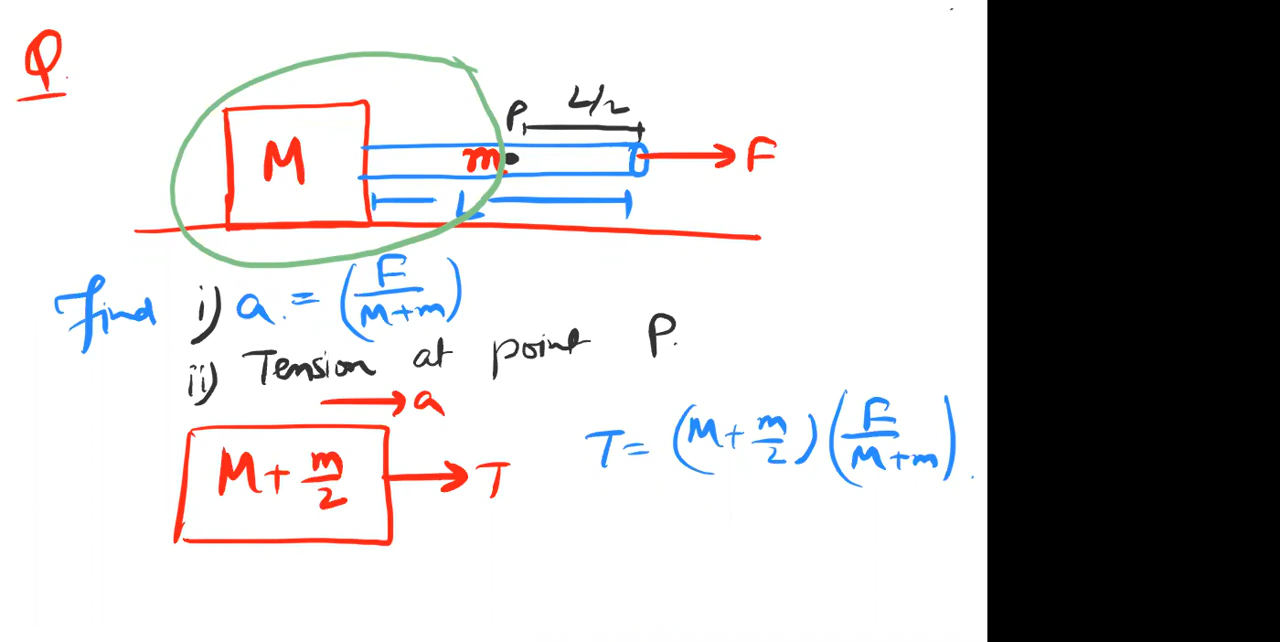 Q.
P L/2
M m F
L
Find i) a = (F/(M+m))
ii) Tension at point P.
a
M + m/2 T
T = (M + m/2) (F/(M+m)).